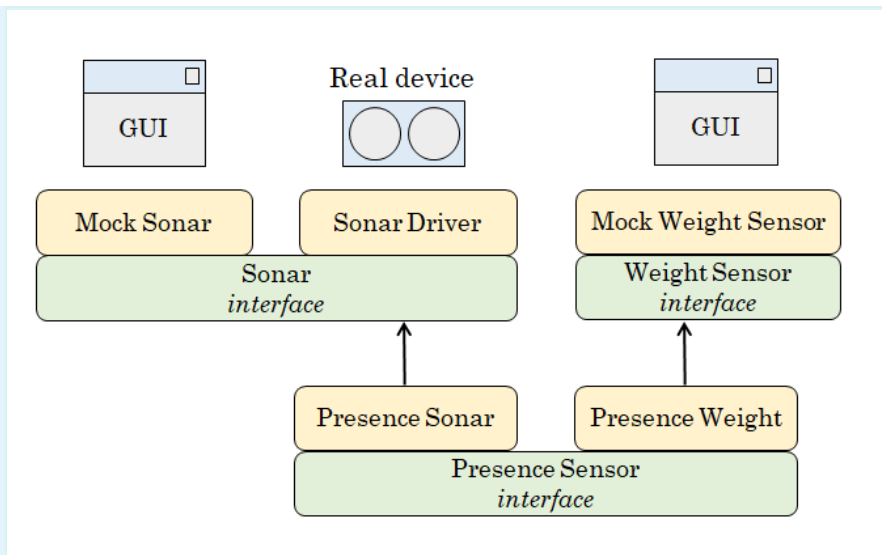 GUI
Real device
GUI
Mock Sonar
Sonar Driver
Mock Weight Sensor
Sonar
interface
Weight Sensor
interface
Presence Sonar
Presence Weight
Presence Sensor
interface